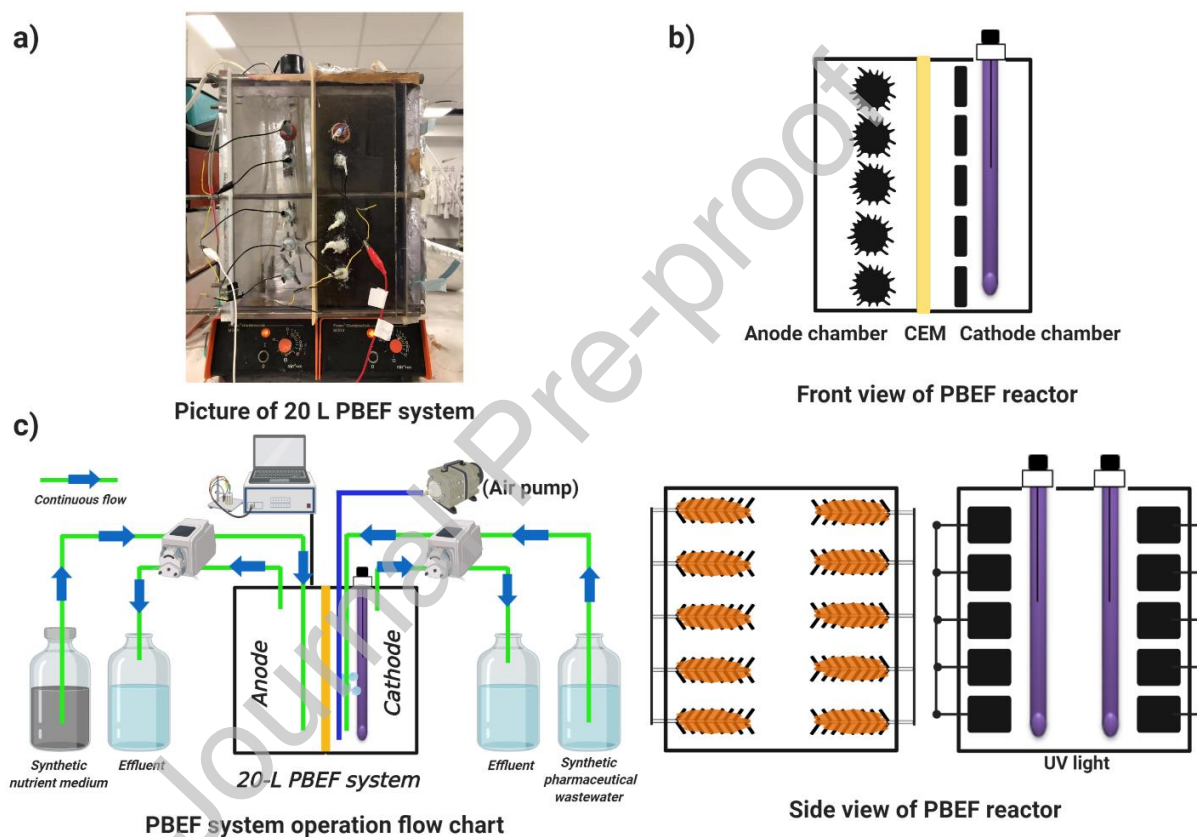 a)
Picture of 20 L PBEF system
b)
Anode chamber
CEM
Cathode chamber
Front view of PBEF reactor
c)
Continuous flow
(Air pump)
Anode
Cathode
Synthetic
nutrient medium
Effluent
20-L PBEF system
Effluent
Synthetic
pharmaceutical
wastewater
PBEF system operation flow chart
UV light
Side view of PBEF reactor
Journal Pre-proof